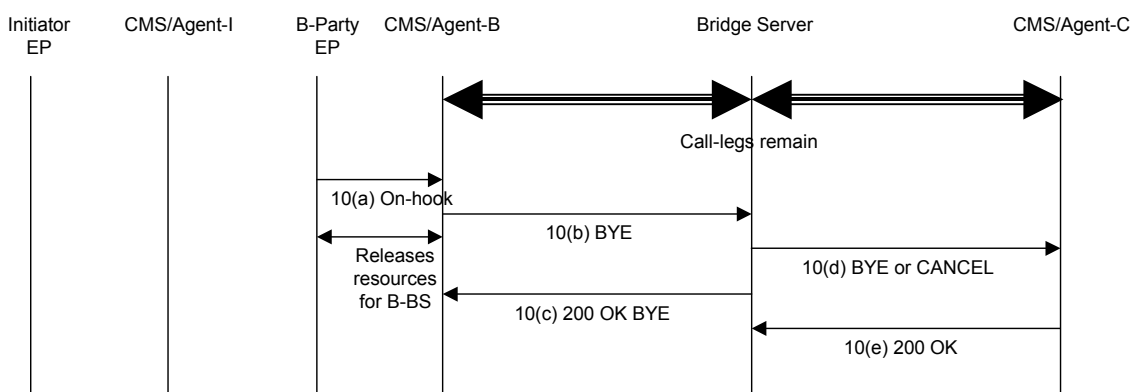 Initiator
EP
CMS/Agent-I
B-Party
EP
CMS/Agent-B
Bridge Server
CMS/Agent-C
Call-legs remain
10(a) On-hook
10(b) BYE
Releases
resources
for B-BS
10(d) BYE or CANCEL
10(c) 200 OK BYE
10(e) 200 OK